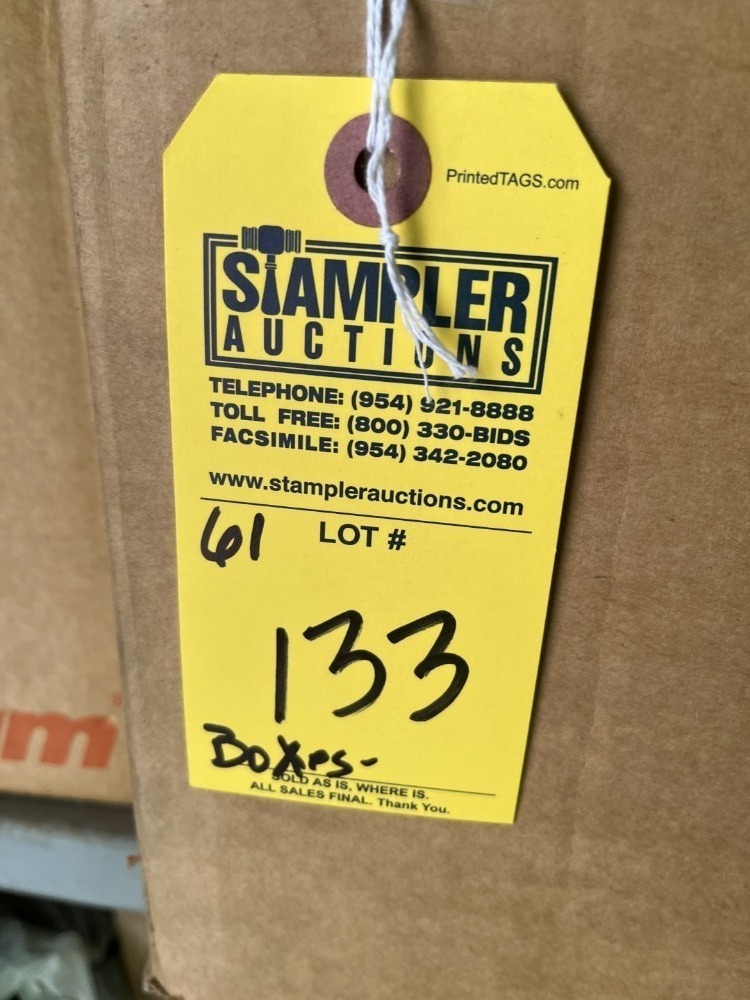 PrintedTAGS.com
STAMPLER
AUCTIONS
TELEPHONE: (954) 921-8888
TOLL FREE: (800) 330-BIDS
FACSIMILE: (954) 342-2080
www.stamplerauctions.com
61 LOT #
133
Boxes-
SOLD AS IS, WHERE IS.
ALL SALES FINAL. Thank You.
um